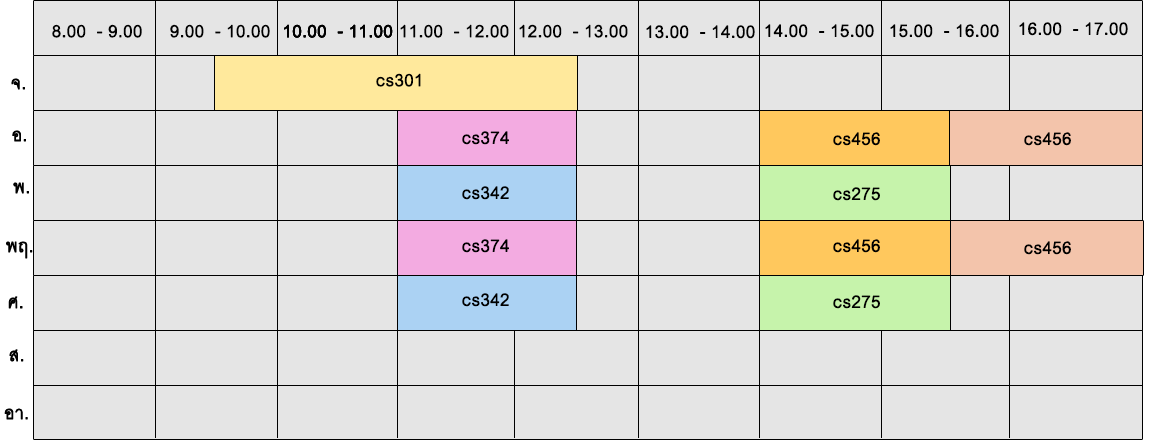 8.00 - 9.00 9.00 - 10.00 10.00 - 11.00 11.00 - 12.00 12.00 - 13.00 13.00 - 14.00 14.00 - 15.00 15.00 - 16.00 16.00 - 17.00
จ. cs301
อ. cs374 cs456 cs456
พ. cs342 cs275
พฤ. cs374 cs456 cs456
ศ. cs342 cs275
ส.
อา.